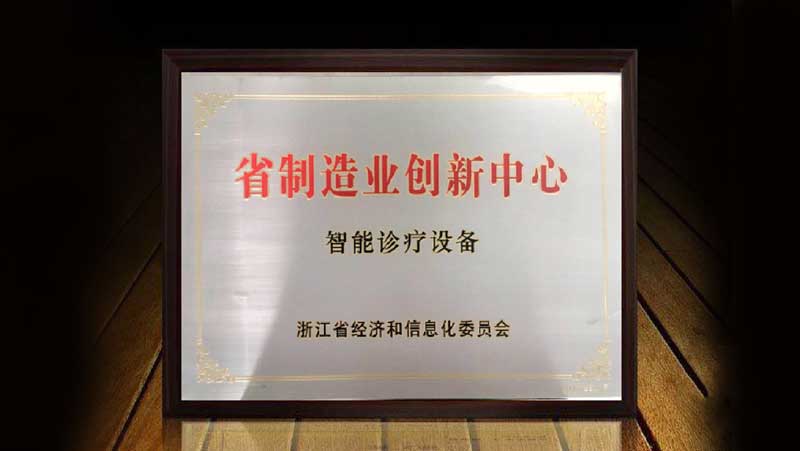 省制造业创新中心
智能诊疗设备
浙江省经济和信息化委员会